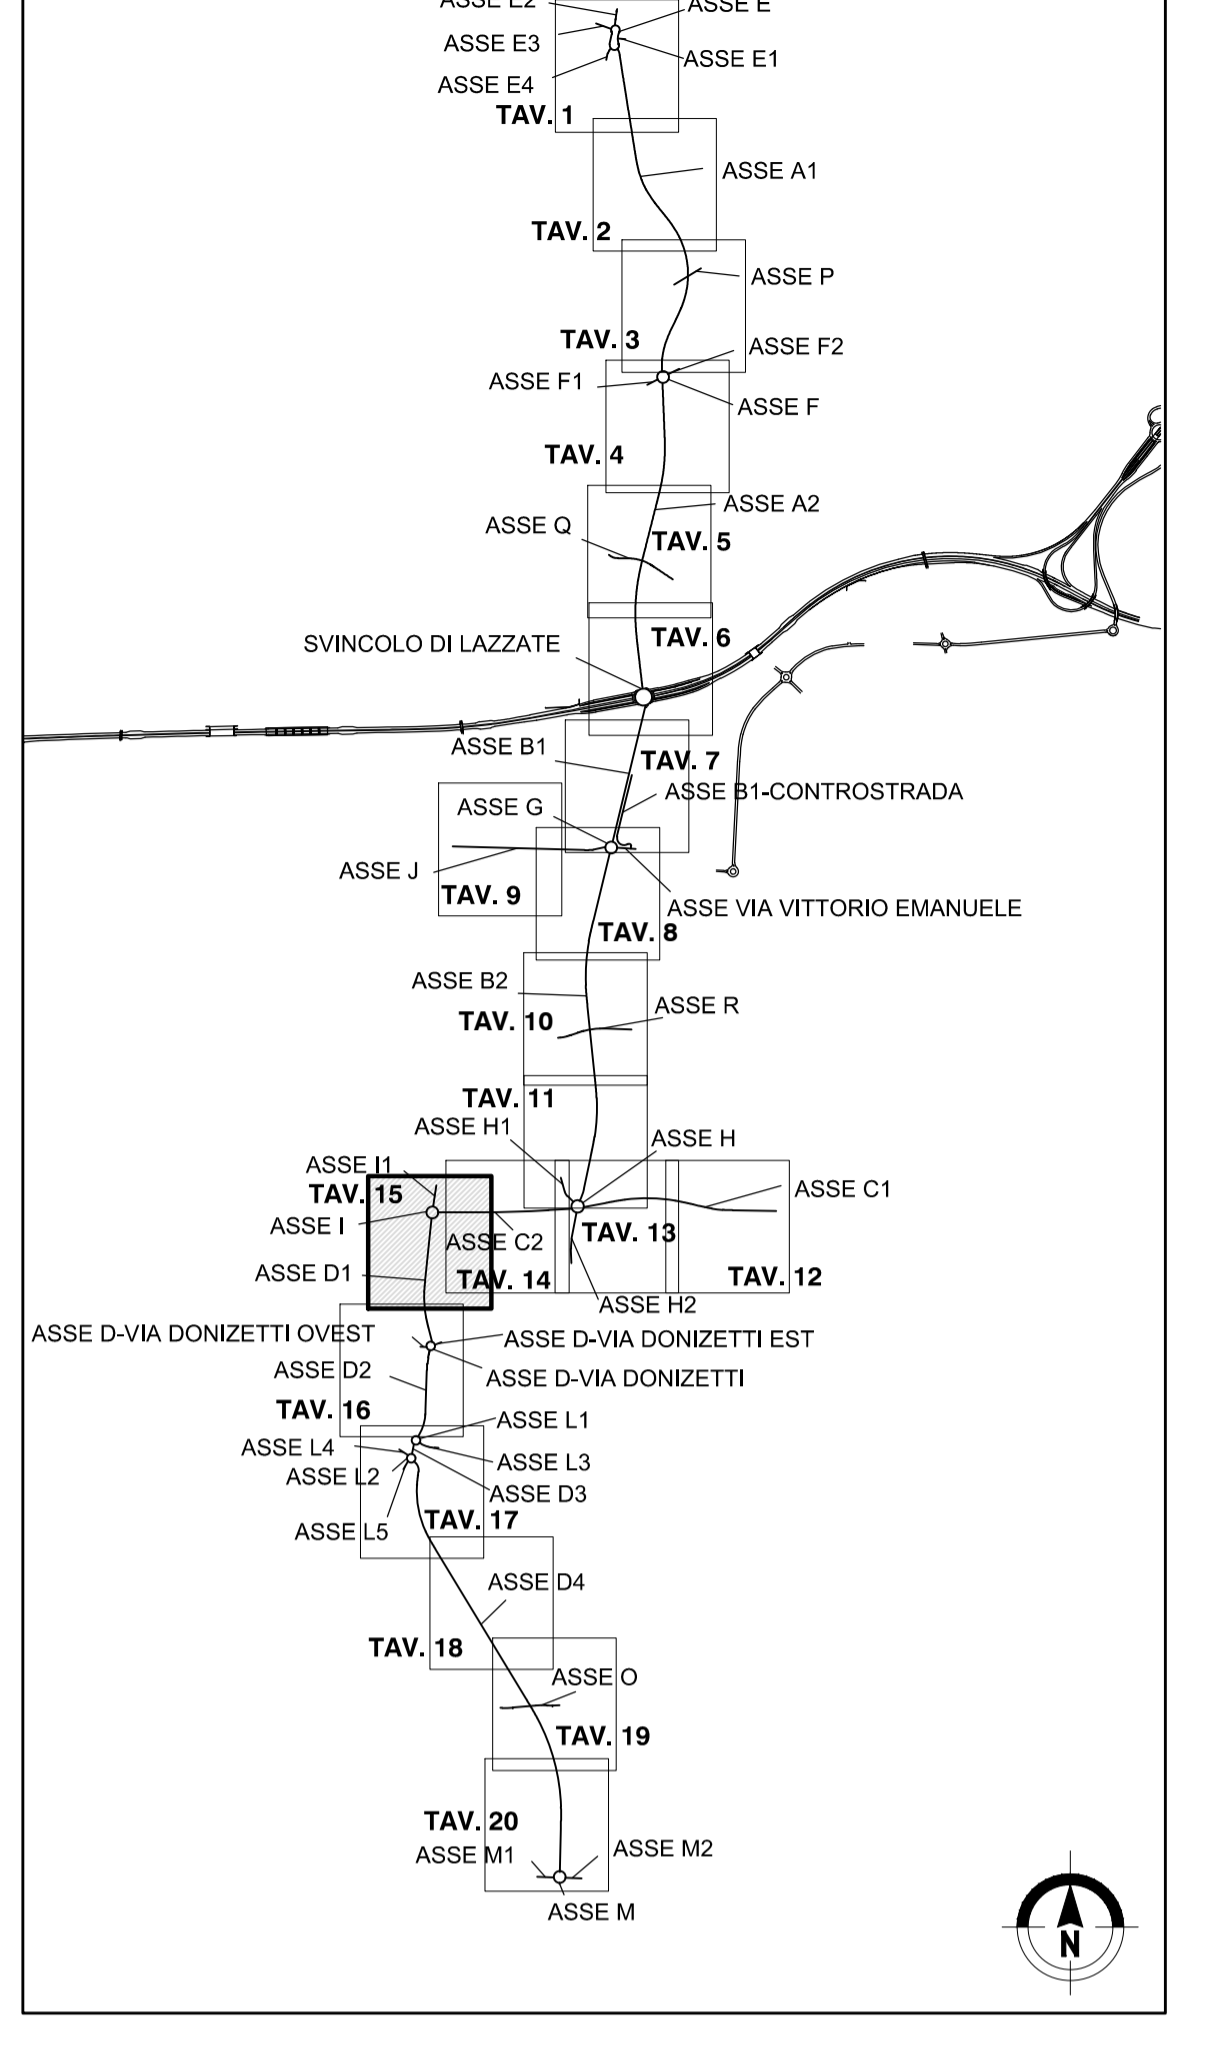 ASSE E2
ASSE E
ASSE E3
ASSE E1
ASSE E4
TAV. 1
ASSE A1
TAV. 2
ASSE P
TAV. 3
ASSE F2
ASSE F1
ASSE F
TAV. 4
ASSE A2
ASSE Q
TAV. 5
TAV. 6
SVINCOLO DI LAZZATE
ASSE B1
TAV. 7
ASSE B1-CONTROSTRADA
ASSE G
ASSE J
TAV. 9
ASSE VIA VITTORIO EMANUELE
TAV. 8
ASSE B2
ASSE R
TAV. 10
TAV. 11
ASSE H1
ASSE H
ASSE I1
TAV. 15
ASSE C1
ASSE I
TAV. 13
ASSE C2
ASSE D1
TAV. 14
TAV. 12
ASSE H2
ASSE D-VIA DONIZETTI OVEST
ASSE D-VIA DONIZETTI EST
ASSE D2
ASSE D-VIA DONIZETTI
TAV. 16
ASSE L1
ASSE L4
ASSE L3
ASSE L2
ASSE D3
TAV. 17
ASSE L5
ASSE D4
TAV. 18
ASSE O
TAV. 19
TAV. 20
ASSE M1
ASSE M2
ASSE M
N